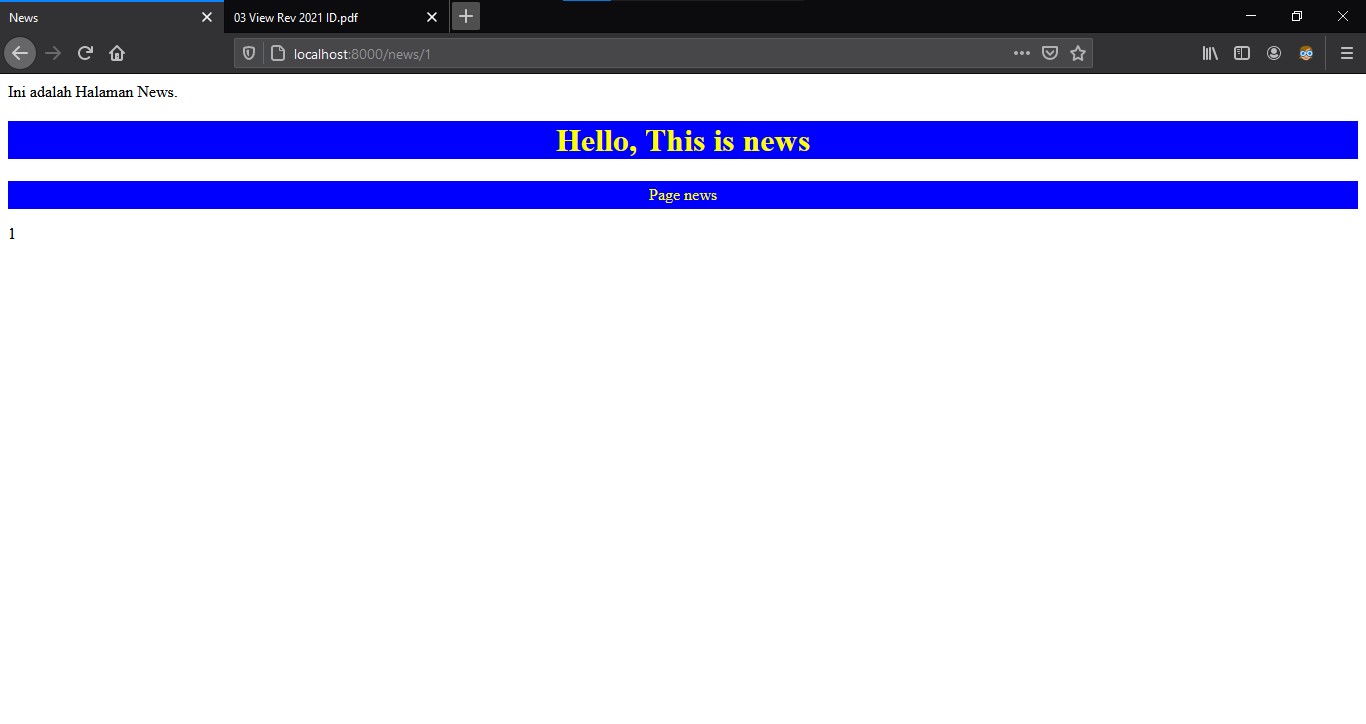 News
03 View Rev 2021 ID.pdf
localhost:8000/news/1
Ini adalah Halaman News.
Hello, This is news
Page news
1